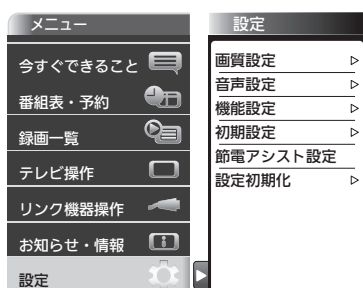 メニュー
今すぐできること
番組表・予約
録画一覧
テレビ操作
リンク機器操作
お知らせ・情報
設定
設定
画質設定
音声設定
機能設定
初期設定
節電アシスト設定
設定初期化